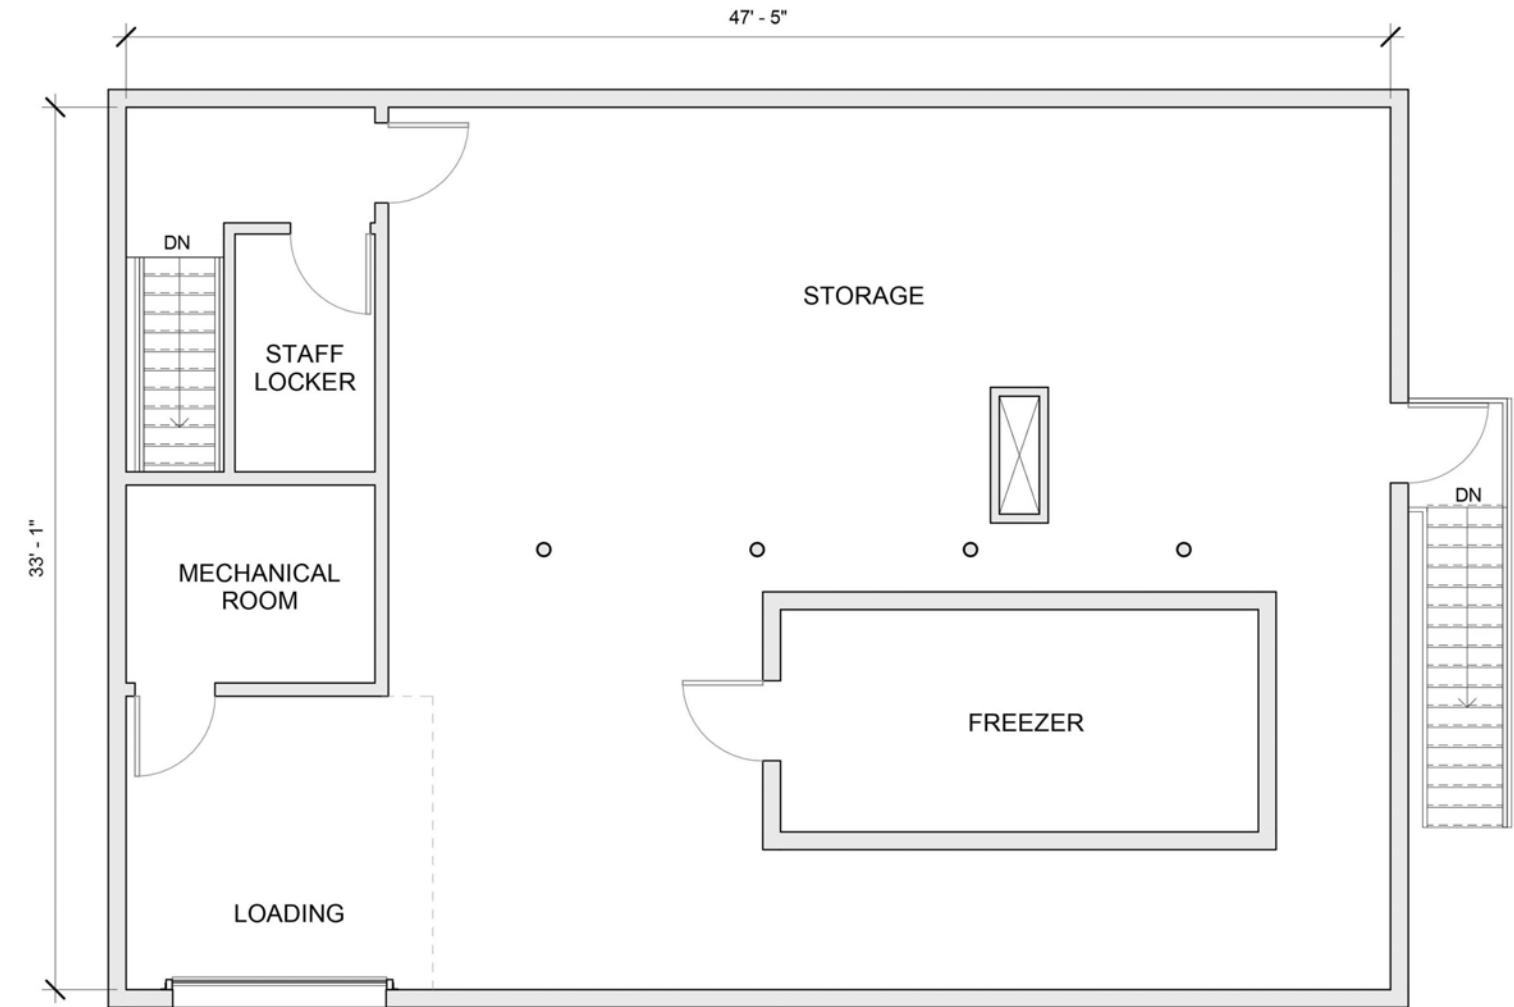 47' - 5"
DN
STORAGE
STAFF
LOCKER
DN
33' - 1"
MECHANICAL
ROOM
FREEZER
LOADING